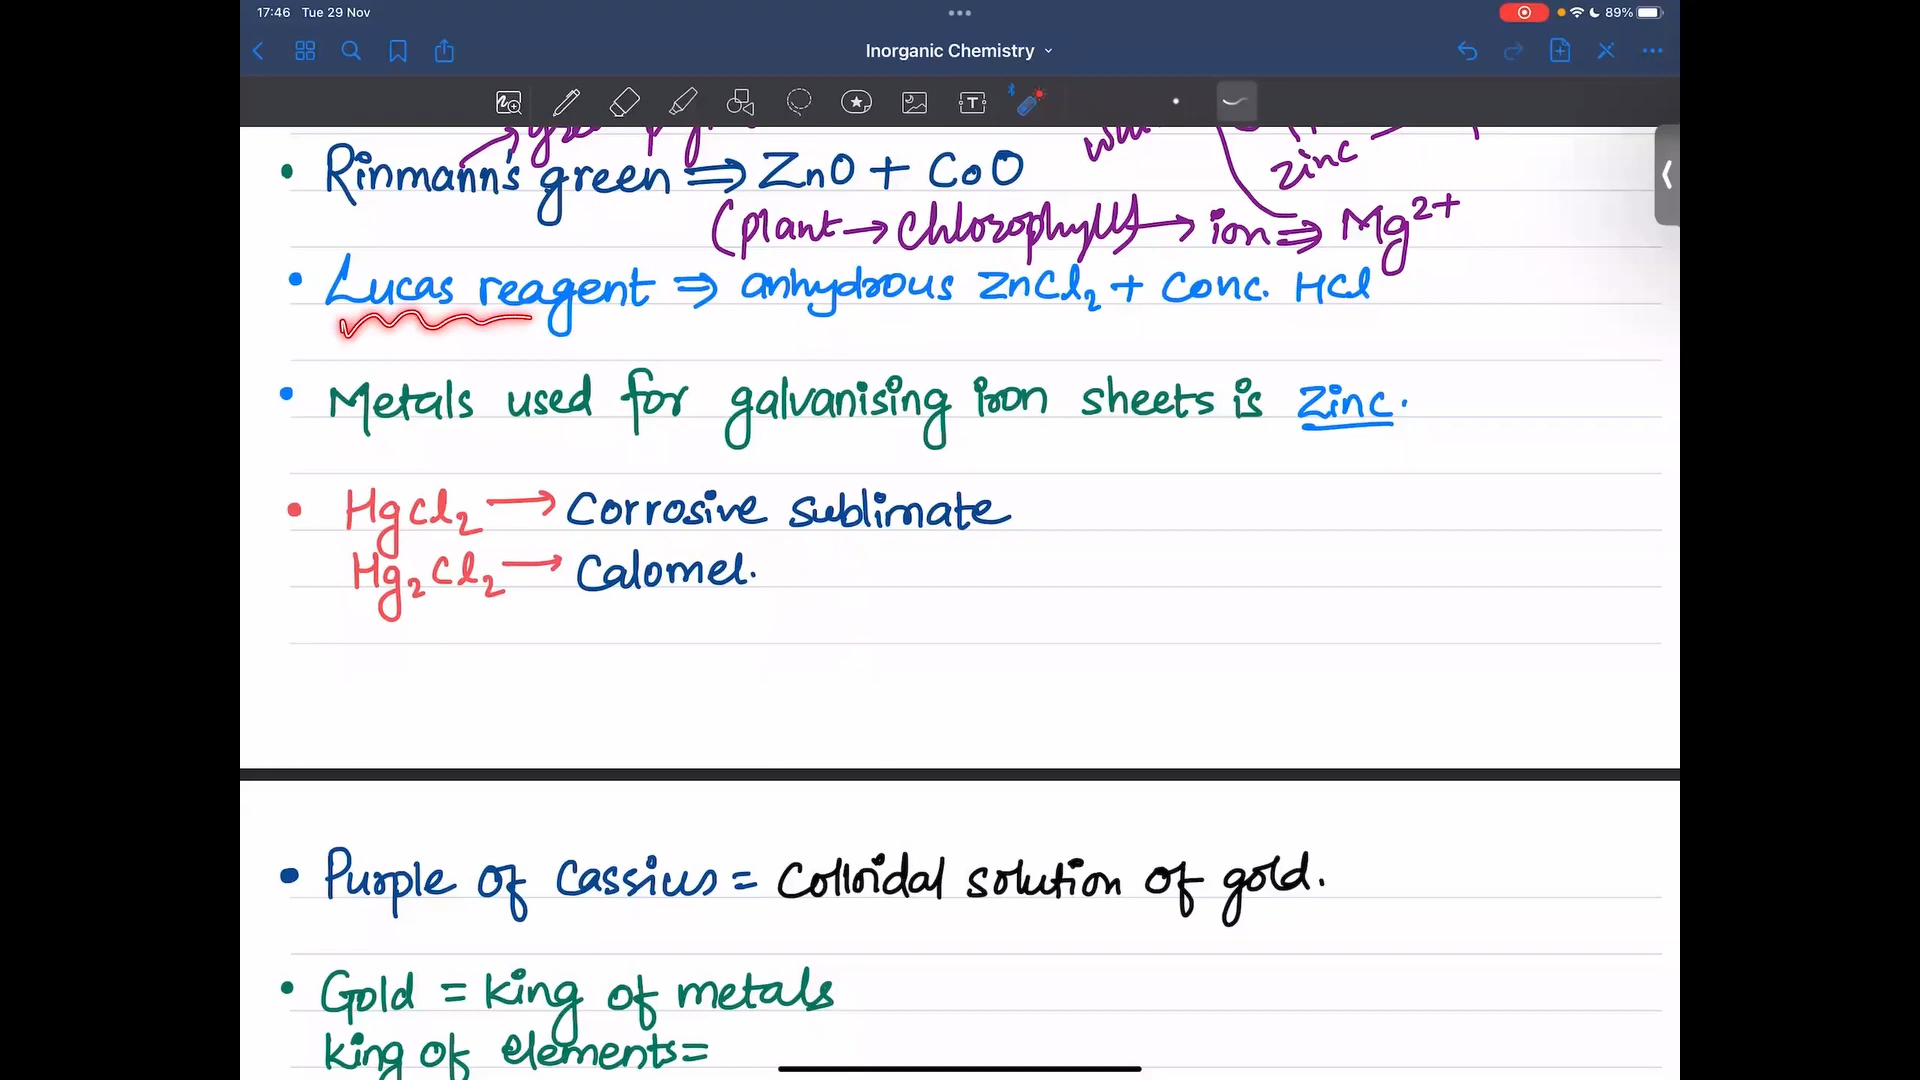 17:46 Tue 29 Nov
89%
Inorganic Chemistry
zinc
• Rinmann's green ⇒ ZnO + CoO
(plant → Chlorophyll) → ion ⇒ Mg²⁺
• Lucas reagent ⇒ anhydrous ZnCl₂ + Conc. HCl
• Metals used for galvanising iron sheets is Zinc.
• HgCl₂ → Corrosive sublimate
Hg₂Cl₂ → Calomel.
• Purple of Cassius = Colloidal solution of gold.
• Gold = King of metals
King of elements =